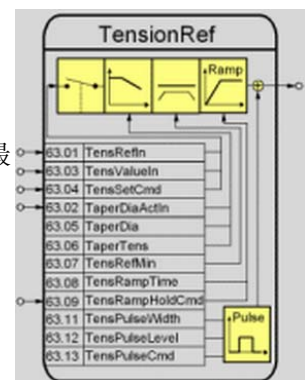 TensionRef
Ramp
最
63.01 TensRefIn
63.03 TensValueIn
63.04 TensSetCmd
63.02 TaperDiaActIn
63.05 TaperDia
63.06 TaperTens
63.07 TensRefMin
63.08 TensRampTime
63.09 TensRampHoldCmd
63.11 TensPulseWidth
63.12 TensPulseLevel
63.13 TensPulseCmd
Pulse